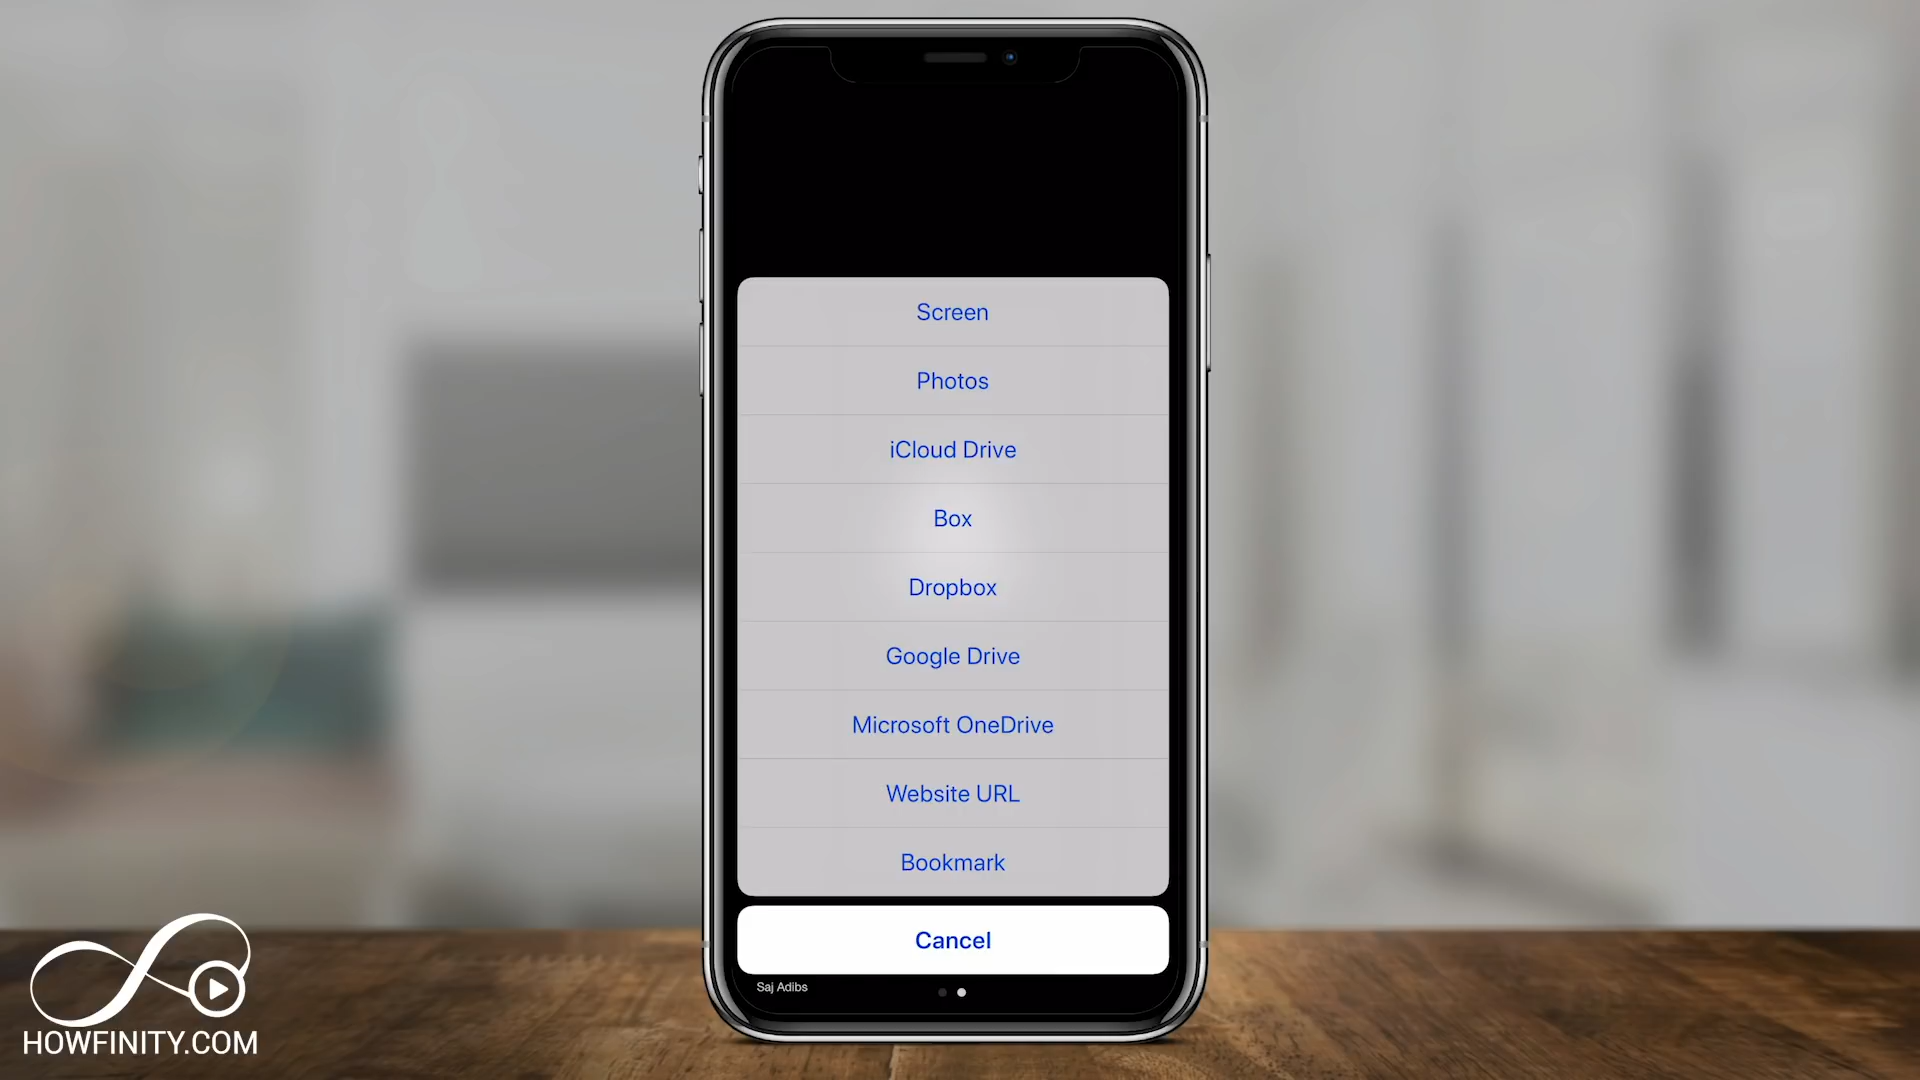 Screen
Photos
iCloud Drive
Box
Dropbox
Google Drive
Microsoft OneDrive
Website URL
Bookmark
Cancel
Saj Adibs
HOWFINITY.COM